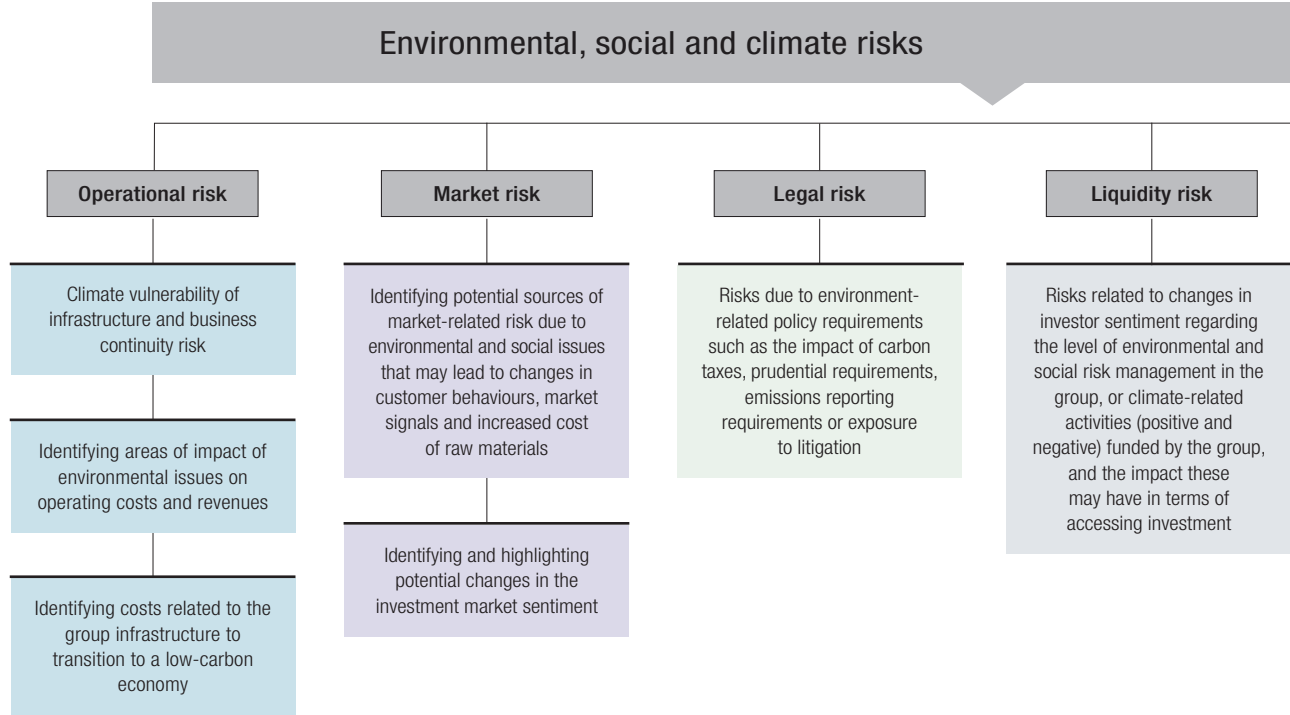 Environmental, social and climate risks
Operational risk
Climate vulnerability of
infrastructure and business
continuity risk
Identifying areas of impact of
environmental issues on
operating costs and revenues
Identifying costs related to the
group infrastructure to
transition to a low-carbon
economy
Market risk
Identifying potential sources of
market-related risk due to
environmental and social issues
that may lead to changes in
customer behaviours, market
signals and increased cost
of raw materials
Identifying and highlighting
potential changes in the
investment market sentiment
Legal risk
Risks due to environment-
related policy requirements
such as the impact of carbon
taxes, prudential requirements,
emissions reporting
requirements or exposure
to litigation
Liquidity risk
Risks related to changes in
investor sentiment regarding
the level of environmental and
social risk management in the
group, or climate-related
activities (positive and
negative) funded by the group,
and the impact these
may have in terms of
accessing investment